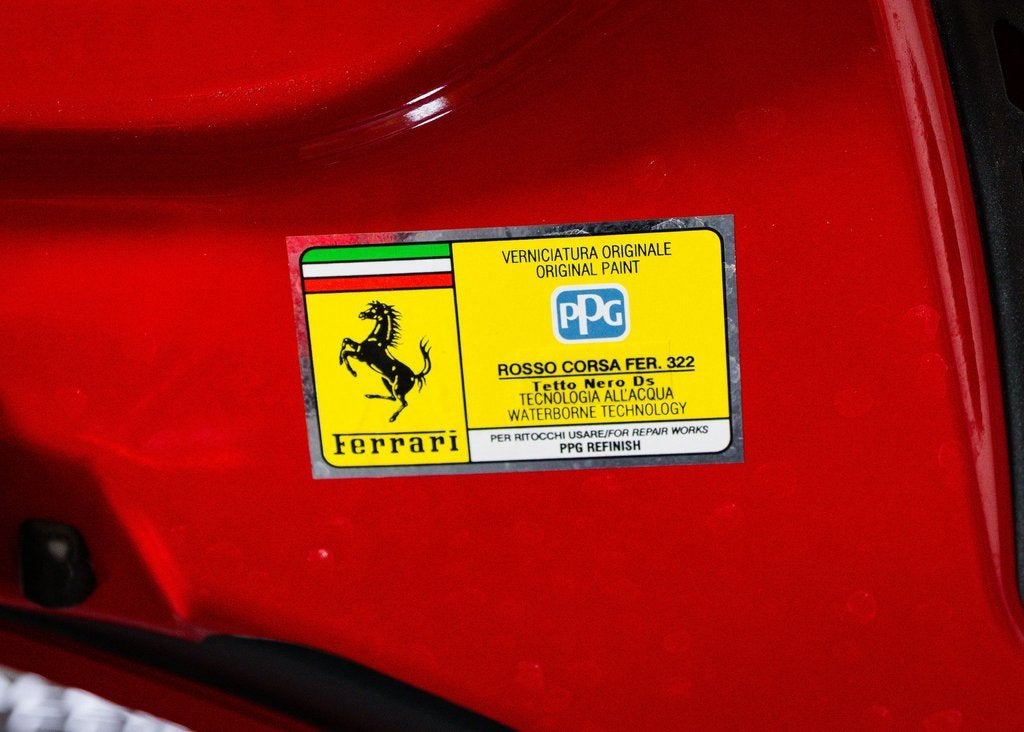 VERNICIATURA ORIGINALE
ORIGINAL PAINT
PPG
ROSSO CORSA FER. 322
Tetto Nero Ds
TECNOLOGIA ALL'ACQUA
WATERBORNE TECHNOLOGY
PER RITOCCHI USARE/FOR REPAIR WORKS
PPG REFINISH
Ferrari